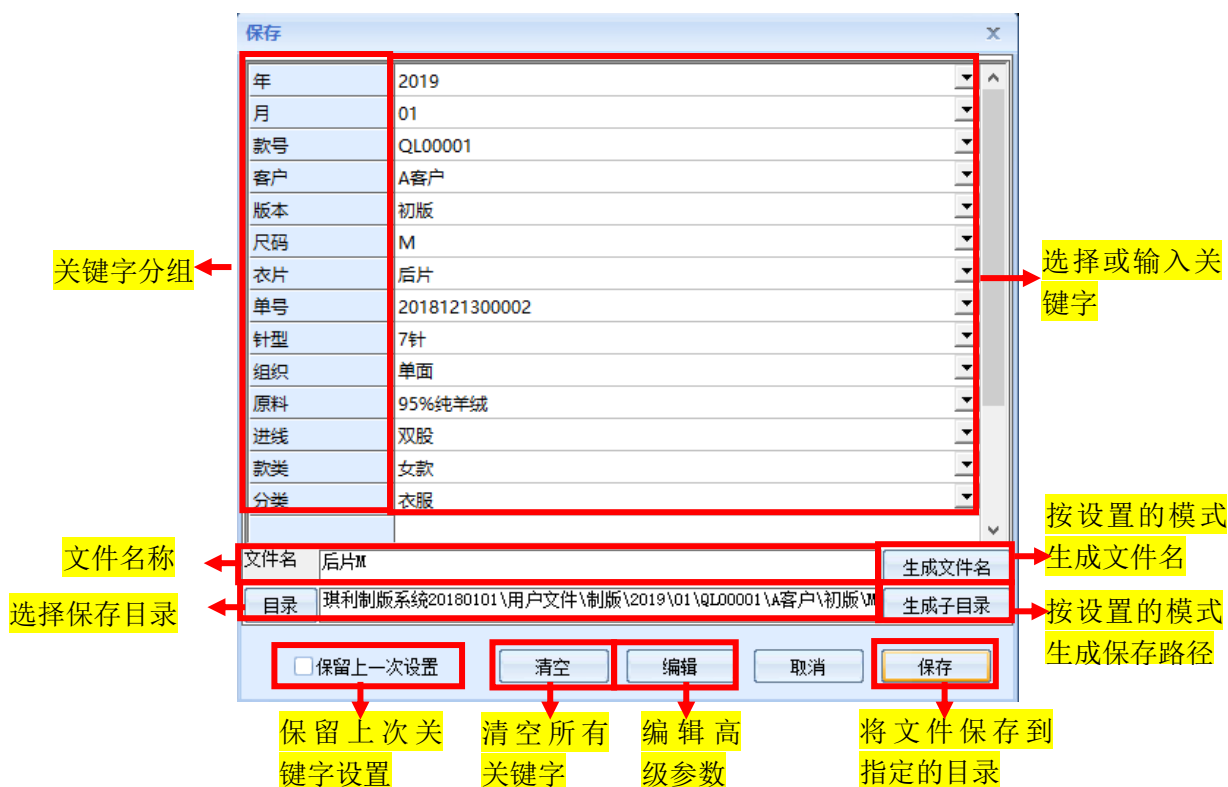 保存
年 2019
月 01
款号 QL00001
客户 A客户
版本 初版
尺码 M
衣片 后片
单号 2018121300002
针型 7针
组织 单面
原料 95%纯羊绒
进线 双股
款类 女款
分类 衣服
关键字分组
选择或输入关
键字
文件名 后片M 生成文件名
目录 琪利制版系统20180101\用户文件\制版\2019\01\QL00001\A客户\初版\M 生成子目录
文件名称
选择保存目录
按设置的模式
生成文件名
按设置的模式
生成保存路径
保留上一次设置 清空 编辑 取消 保存
保留上次关
键字设置
清空所有
关键字
编辑高
级参数
将文件保存到
指定的目录